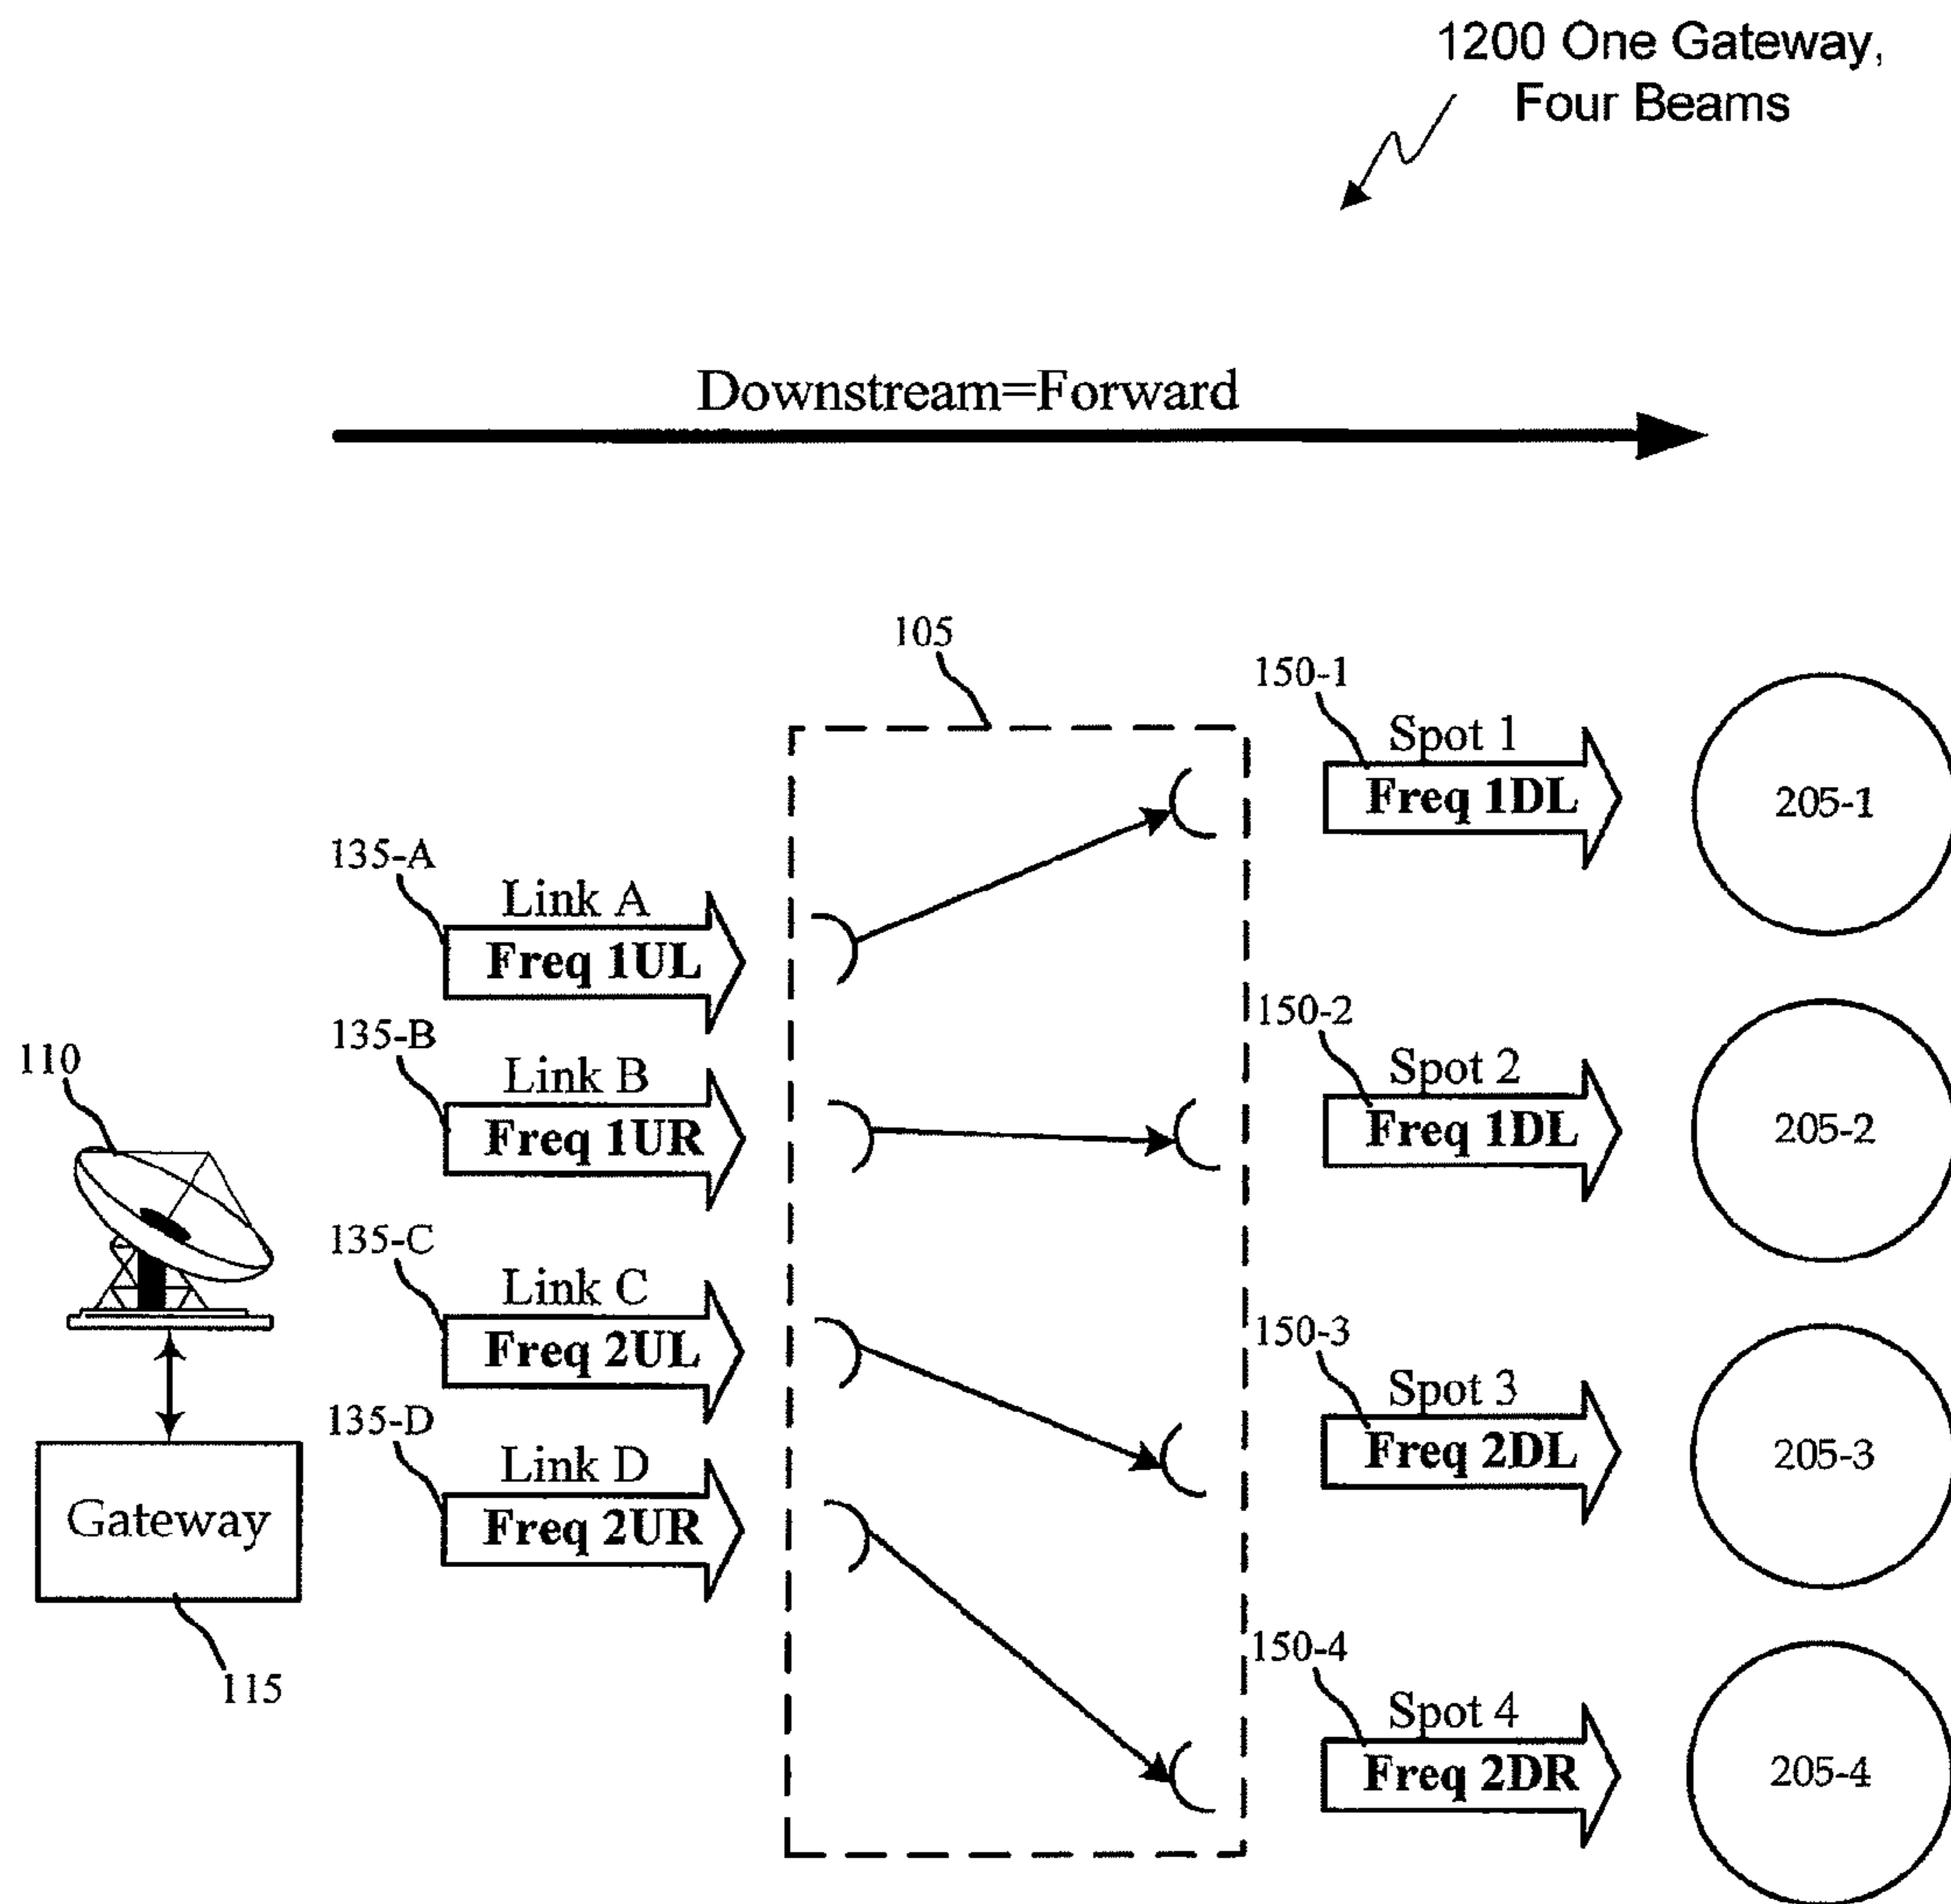 1200 One Gateway,
Four Beams
Downstream=Forward
105
150-1
Spot 1
Freq 1DL
205-1
135-A
Link A
Freq 1UL
150-2
Spot 2
Freq 1DL
205-2
135-B
Link B
Freq 1UR
110
135-C
Link C
Freq 2UL
150-3
Spot 3
Freq 2DL
205-3
135-D
Link D
Freq 2UR
Gateway
115
150-4
Spot 4
Freq 2DR
205-4